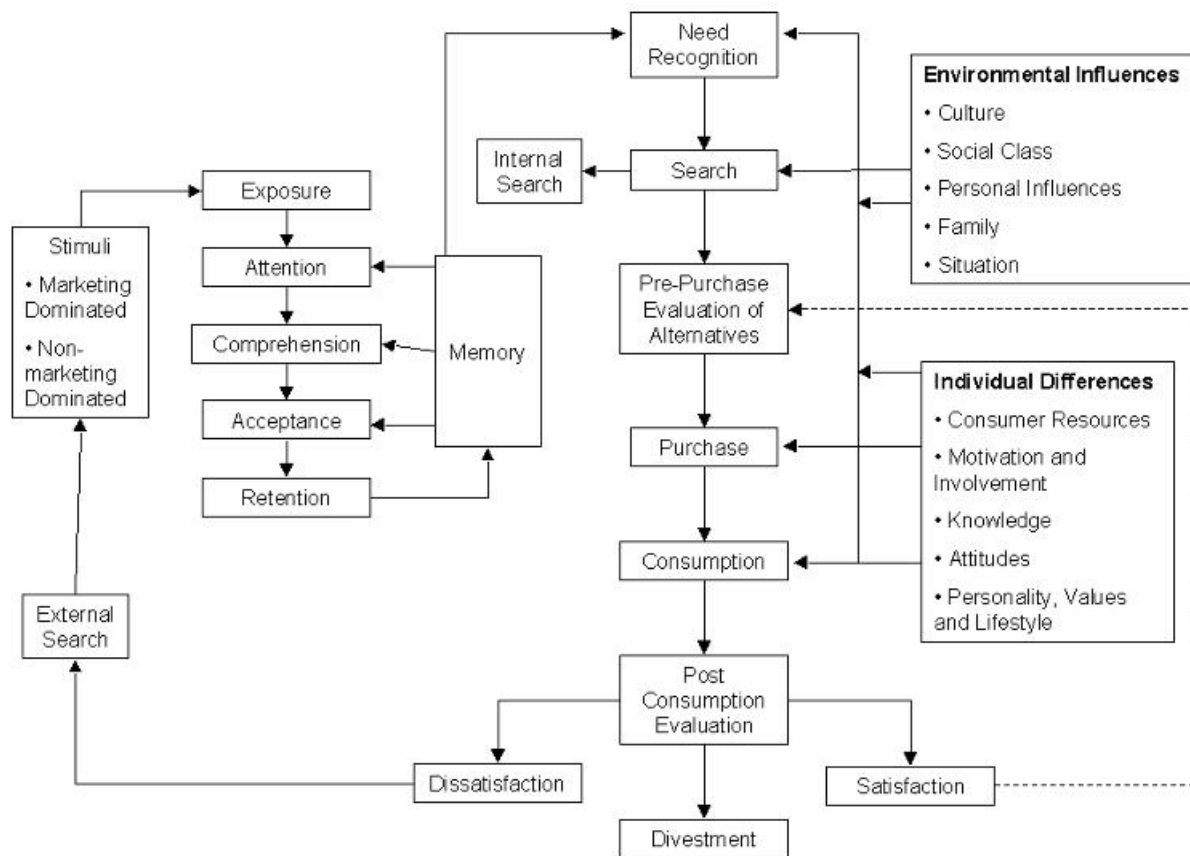 Need
Recognition
Environmental Influences
• Culture
• Social Class
• Personal Influences
• Family
• Situation
Internal
Search
Search
Exposure
Stimuli
• Marketing
Dominated
• Non-
marketing
Dominated
Attention
Comprehension
Acceptance
Retention
Memory
Pre-Purchase
Evaluation of
Alternatives
Individual Differences
• Consumer Resources
• Motivation and
Involvement
• Knowledge
• Attitudes
• Personality, Values
and Lifestyle
Purchase
Consumption
External
Search
Post
Consumption
Evaluation
Dissatisfaction
Satisfaction
Divestment